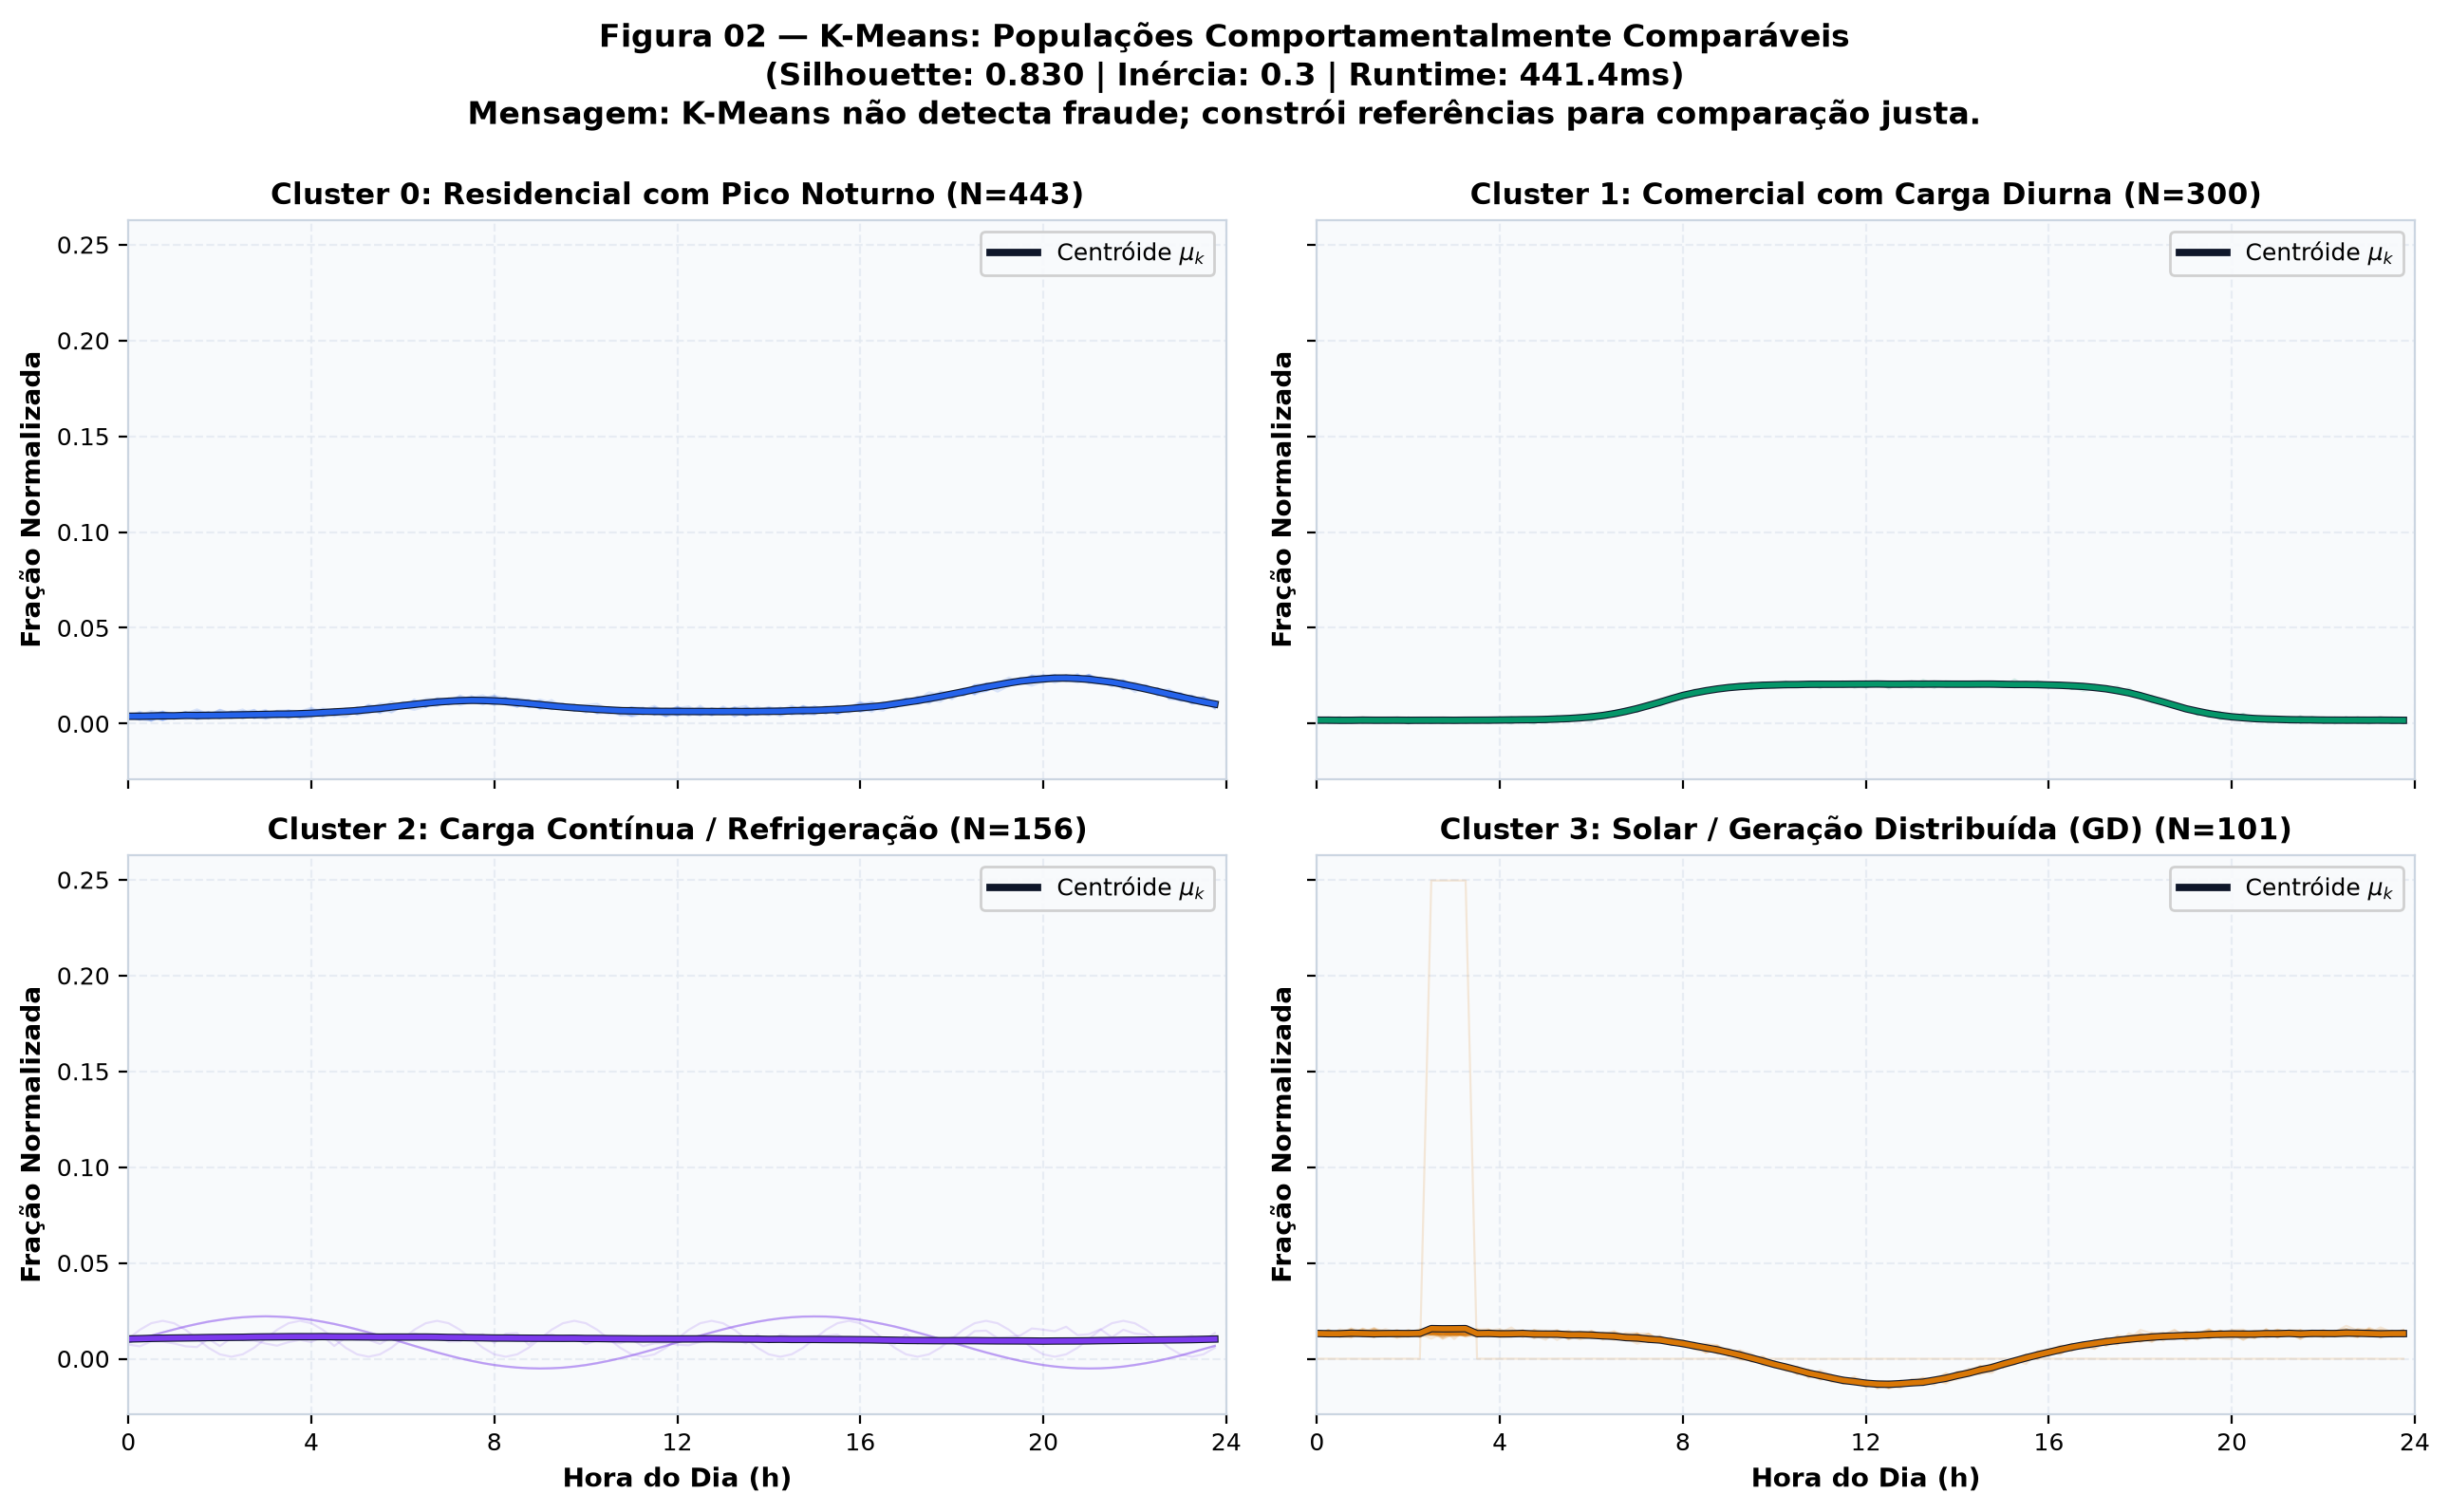 Figura 02 — K-Means: Populações Comportamentalmente Comparáveis
(Silhouette: 0.830 | Inércia: 0.3 | Runtime: 441.4ms)
Mensagem: K-Means não detecta fraude; constrói referências para comparação justa.
Cluster 0: Residencial com Pico Noturno (N=443)
Centróide μk
Fração Normalizada
0.25
0.20
0.15
0.10
0.05
0.00
Cluster 1: Comercial com Carga Diurna (N=300)
Centróide μk
Fração Normalizada
Cluster 2: Carga Contínua / Refrigeração (N=156)
Centróide μk
Fração Normalizada
0.25
0.20
0.15
0.10
0.05
0.00
0 4 8 12 16 20 24
Hora do Dia (h)
Cluster 3: Solar / Geração Distribuída (GD) (N=101)
Centróide μk
Fração Normalizada
0 4 8 12 16 20 24
Hora do Dia (h)